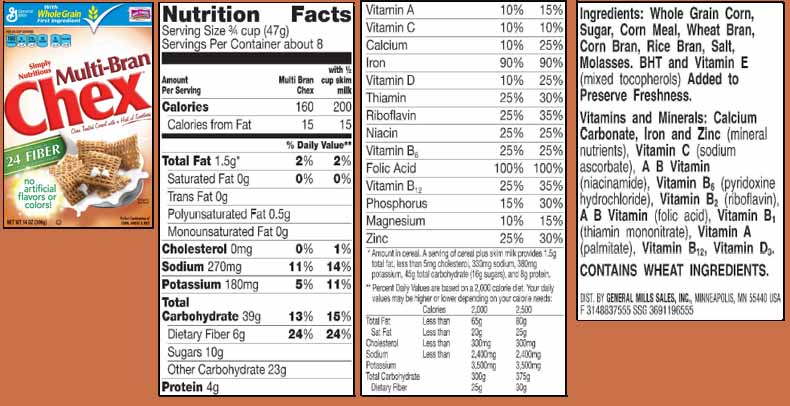 General Mills
With
Whole Grain
First Ingredient
Simply
Nutritious
Multi-Bran
Chex
24 FIBER
no
artificial
flavors or
colors!
NET WT 14 OZ (396g)
Nutrition Facts
Serving Size ¾ cup (47g)
Servings Per Container about 8
Amount Per Serving Multi Bran Chex with ½ cup skim milk
Calories 160 200
Calories from Fat 15 15
% Daily Value**
Total Fat 1.5g* 2% 2%
Saturated Fat 0g 0% 0%
Trans Fat 0g
Polyunsaturated Fat 0.5g
Monounsaturated Fat 0g
Cholesterol 0mg 0% 1%
Sodium 270mg 11% 14%
Potassium 180mg 5% 11%
Total
Carbohydrate 39g 13% 15%
Dietary Fiber 6g 24% 24%
Sugars 10g
Other Carbohydrate 23g
Protein 4g
Vitamin A 10% 15%
Vitamin C 10% 10%
Calcium 10% 25%
Iron 90% 90%
Vitamin D 10% 25%
Thiamin 25% 30%
Riboflavin 25% 35%
Niacin 25% 25%
Vitamin B6 25% 25%
Folic Acid 100% 100%
Vitamin B12 25% 35%
Phosphorus 15% 30%
Magnesium 10% 15%
Zinc 25% 30%
* Amount in cereal. A serving of cereal plus skim milk provides 1.5g
total fat, less than 5mg cholesterol, 330mg sodium, 380mg
potassium, 45g total carbohydrate (16g sugars), and 8g protein.
** Percent Daily Values are based on a 2,000 calorie diet. Your daily
values may be higher or lower depending on your calorie needs:
Calories 2,000 2,500
Total Fat Less than 65g 80g
Sat Fat Less than 20g 25g
Cholesterol Less than 300mg 300mg
Sodium Less than 2,400mg 2,400mg
Potassium 3,500mg 3,500mg
Total Carbohydrate 300g 375g
Dietary Fiber 25g 30g
Ingredients: Whole Grain Corn,
Sugar, Corn Meal, Wheat Bran,
Corn Bran, Rice Bran, Salt,
Molasses. BHT and Vitamin E
(mixed tocopherols) Added to
Preserve Freshness.
Vitamins and Minerals: Calcium
Carbonate, Iron and Zinc (mineral
nutrients), Vitamin C (sodium
ascorbate), A B Vitamin
(niacinamide), Vitamin B6 (pyridoxine
hydrochloride), Vitamin B2 (riboflavin),
A B Vitamin (folic acid), Vitamin B1
(thiamin mononitrate), Vitamin A
(palmitate), Vitamin B12, Vitamin D3.
CONTAINS WHEAT INGREDIENTS.
DIST. BY GENERAL MILLS SALES, INC., MINNEAPOLIS, MN 55440 USA
F 3148837555 SSG 3691196555